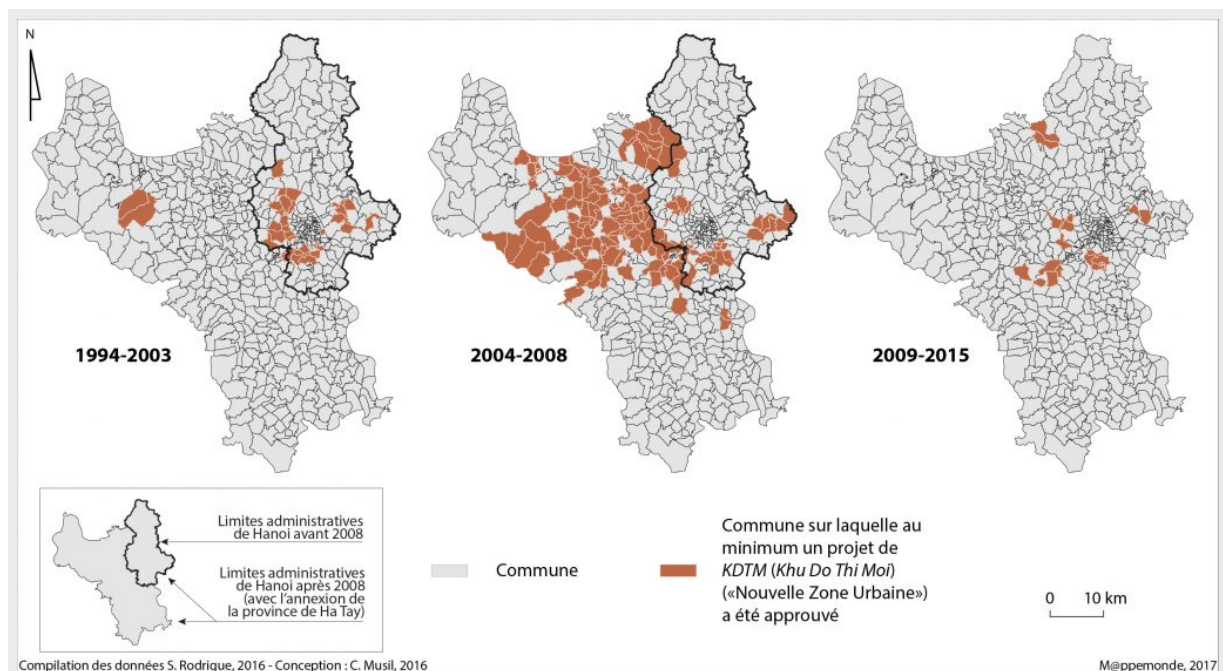 N
1994-2003
2004-2008
2009-2015
Limites administratives
de Hanoi avant 2008
Limites administratives
de Hanoi après 2008
(avec l'annexion de
la province de Ha Tay)
Commune
Commune sur laquelle au
minimum un projet de
KDTM (Khu Do Thi Moi)
(«Nouvelle Zone Urbaine»)
a été approuvé
0 10 km
Compilation des données S. Rodrigue, 2016 - Conception : C. Musil, 2016
M@ppemonde, 2017